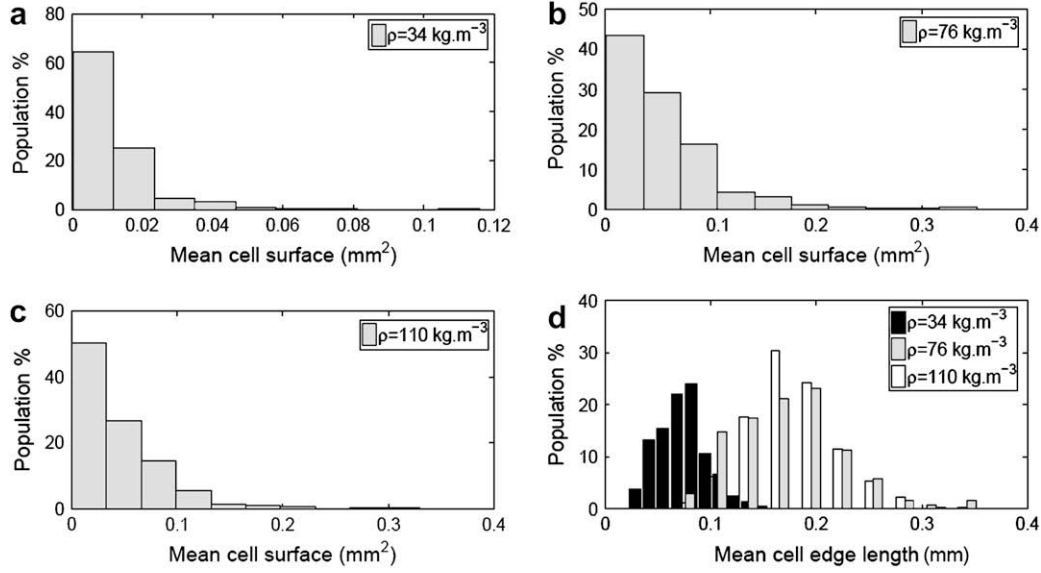 a
80
60
40
20
0
Population %
ρ=34 kg.m⁻³
0 0.02 0.04 0.06 0.08 0.1 0.12
Mean cell surface (mm²)
b
50
40
30
20
10
0
Population %
ρ=76 kg.m⁻³
0 0.1 0.2 0.3 0.4
Mean cell surface (mm²)
c
60
40
20
0
Population %
ρ=110 kg.m⁻³
0 0.1 0.2 0.3 0.4
Mean cell surface (mm²)
d
40
30
20
10
0
Population %
ρ=34 kg.m⁻³
ρ=76 kg.m⁻³
ρ=110 kg.m⁻³
0 0.1 0.2 0.3 0.4
Mean cell edge length (mm)